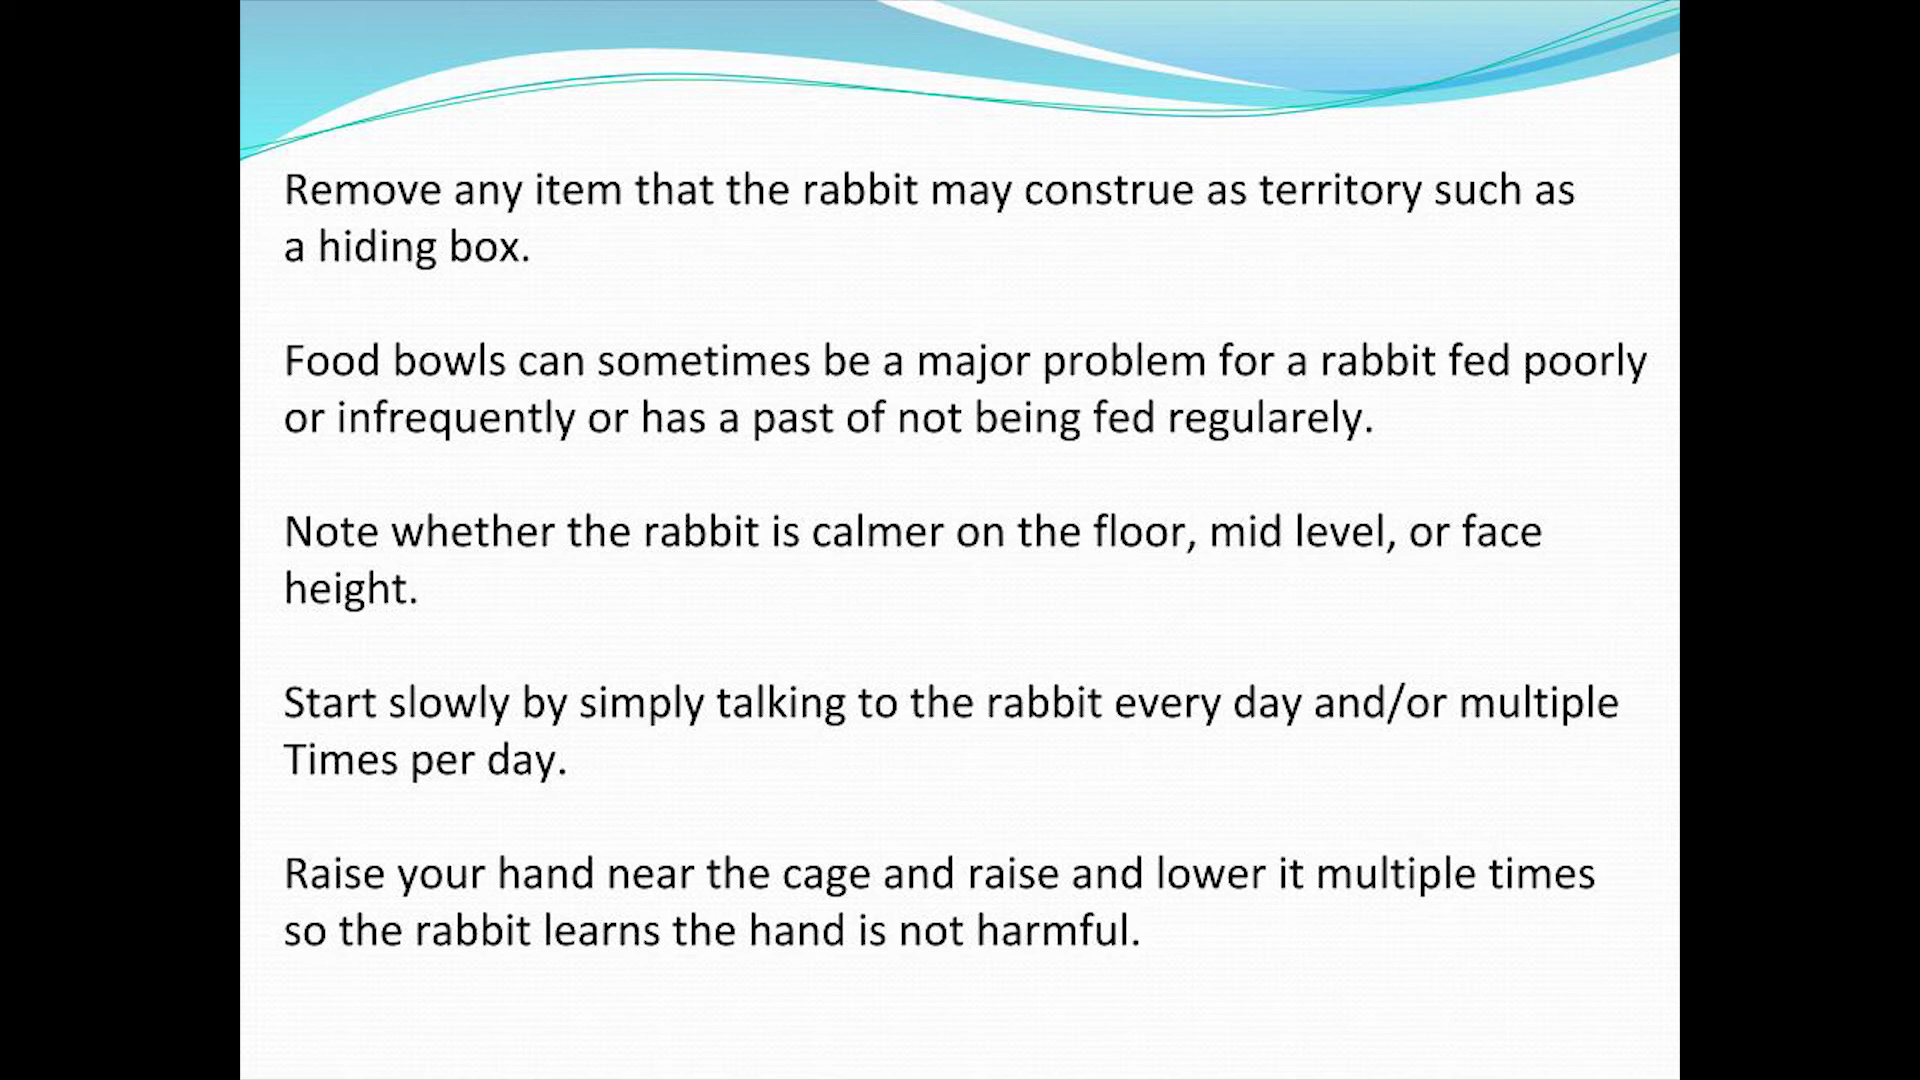 Remove any item that the rabbit may construe as territory such as
a hiding box.
Food bowls can sometimes be a major problem for a rabbit fed poorly
or infrequently or has a past of not being fed regularely.
Note whether the rabbit is calmer on the floor, mid level, or face
height.
Start slowly by simply talking to the rabbit every day and/or multiple
Times per day.
Raise your hand near the cage and raise and lower it multiple times
so the rabbit learns the hand is not harmful.